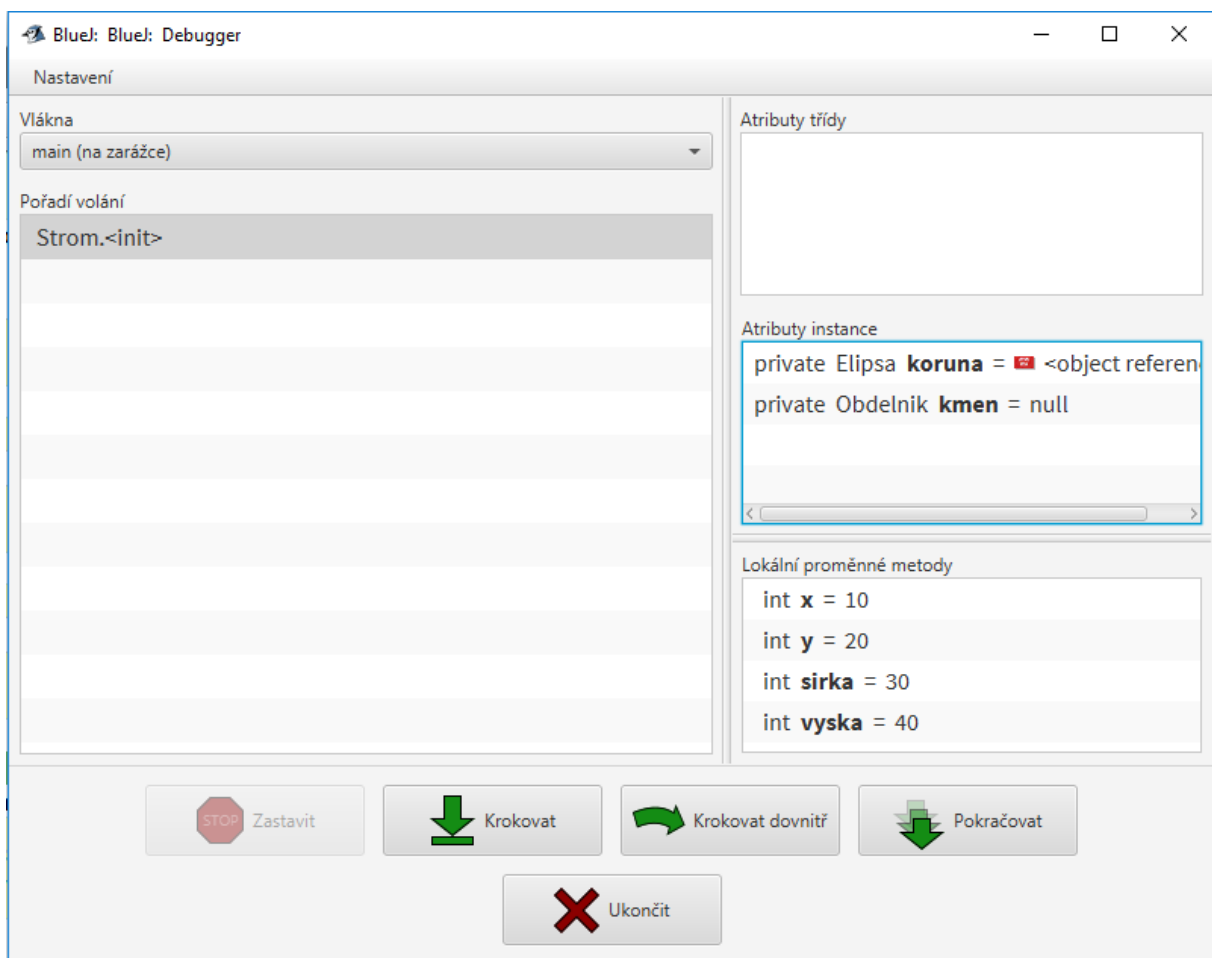 BlueJ: BlueJ: Debugger
Nastavení
Vlákna
main (na zarážce)
Pořadí volání
Strom.<init>
Atributy třídy
Atributy instance
private Elipsa koruna = <object referen
private Obdelnik kmen = null
Lokální proměnné metody
int x = 10
int y = 20
int sirka = 30
int vyska = 40
STOP Zastavit
Krokovat
Krokovat dovnitř
Pokračovat
Ukončit